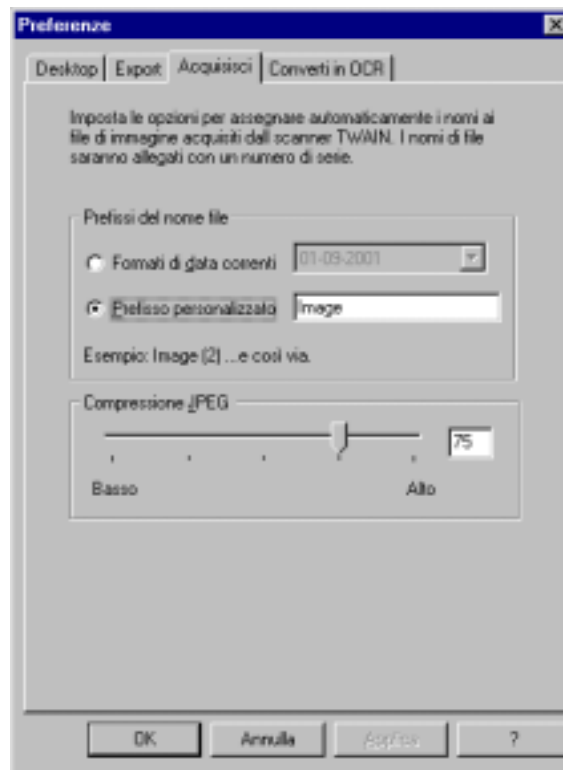 Preferenze
Desktop Export Acquisisci Converti in OCR
Imposta le opzioni per assegnare automaticamente i nomi ai
file di immagine acquisiti dall scanner TWAIN. I nomi di file
saranno allegati con un numero di serie.
Prefissi del nome file
Formati di data correnti 01-09-2001
Prefisso personalizzato Image
Esempio: Image (2) ...e così via.
Compressione JPEG
75
Basso Alto
OK Annulla Applica ?